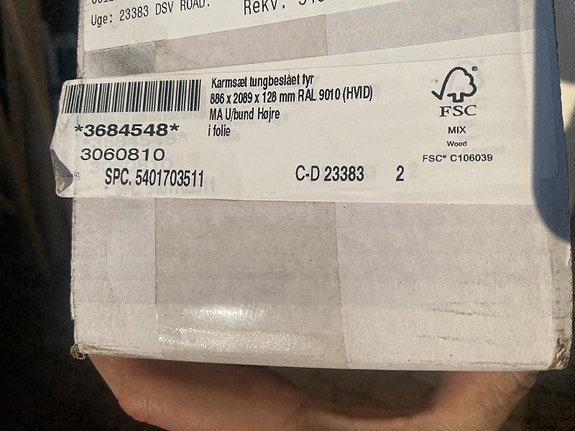 Uge: 23383 DSV ROAD.
Rekv.
Karmsæt tungbeslået fyr
886 x 2089 x 128 mm RAL 9010 (HVID)
*3684548*
MA U/bund Højre
i folie
3060810
SPC. 5401703511
C-D 23383 2
FSC
MIX
Wood
FSC® C106039